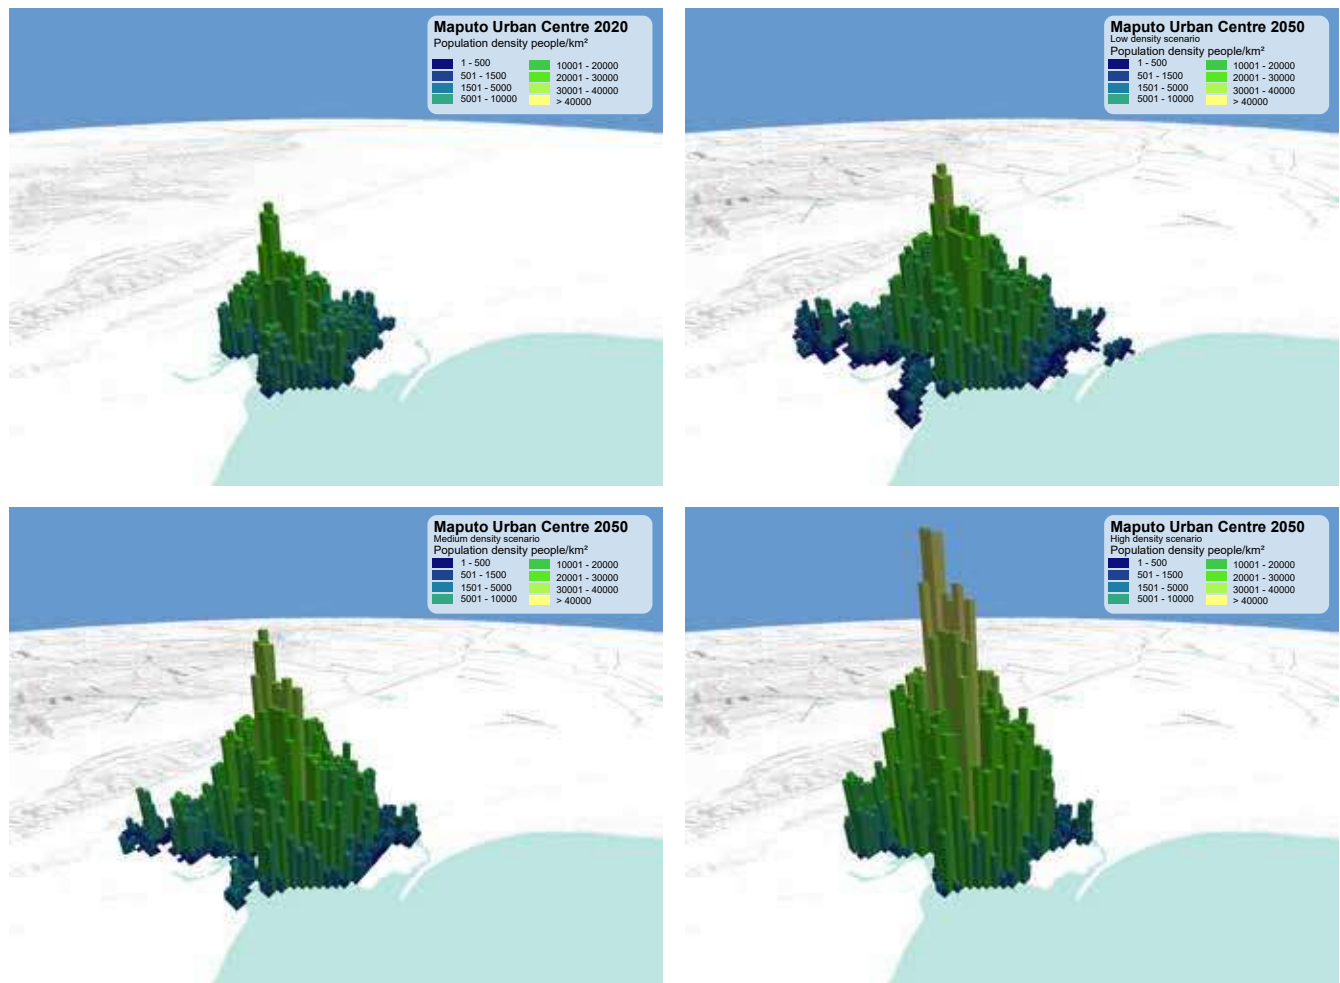 Maputo Urban Centre 2020
Population density people/km²
1 - 500
501 - 1500
1501 - 5000
5001 - 10000
10001 - 20000
20001 - 30000
30001 - 40000
> 40000
Maputo Urban Centre 2050
Low density scenario
Population density people/km²
1 - 500
501 - 1500
1501 - 5000
5001 - 10000
10001 - 20000
20001 - 30000
30001 - 40000
> 40000
Maputo Urban Centre 2050
Medium density scenario
Population density people/km²
1 - 500
501 - 1500
1501 - 5000
5001 - 10000
10001 - 20000
20001 - 30000
30001 - 40000
> 40000
Maputo Urban Centre 2050
High density scenario
Population density people/km²
1 - 500
501 - 1500
1501 - 5000
5001 - 10000
10001 - 20000
20001 - 30000
30001 - 40000
> 40000